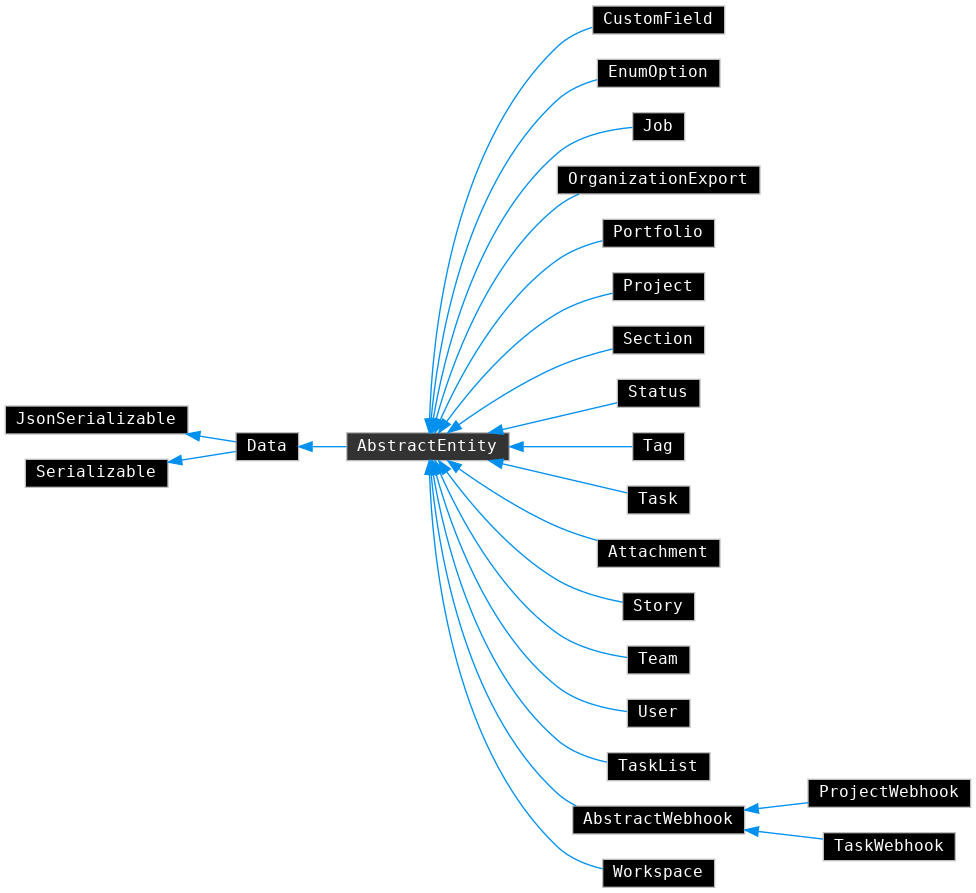 CustomField
EnumOption
Job
OrganizationExport
Portfolio
Project
Section
Status
JsonSerializable
Data
AbstractEntity
Tag
Serializable
Task
Attachment
Story
Team
User
TaskList
ProjectWebhook
AbstractWebhook
TaskWebhook
Workspace